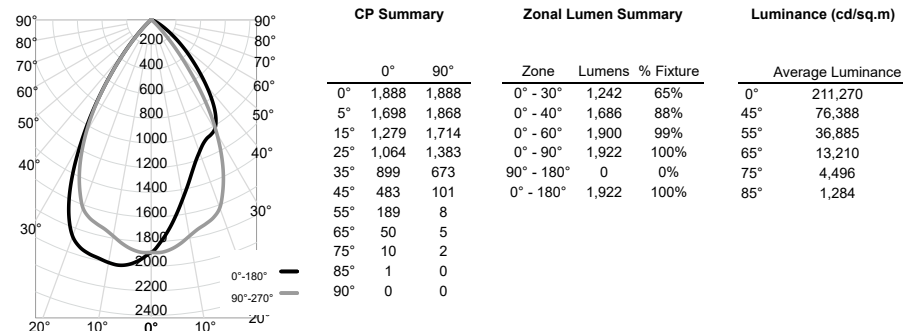 CP Summary
0° 90°
0° 1,888 1,888
5° 1,698 1,868
15° 1,279 1,714
25° 1,064 1,383
35° 899 673
45° 483 101
55° 189 8
65° 50 5
75° 10 2
85° 1 0
90° 0 0
Zonal Lumen Summary
Zone Lumens % Fixture
0° - 30° 1,242 65%
0° - 40° 1,686 88%
0° - 60° 1,900 99%
0° - 90° 1,922 100%
90° - 180° 0 0%
0° - 180° 1,922 100%
Luminance (cd/sq.m)
Average Luminance
0° 211,270
45° 76,388
55° 36,885
65° 13,210
75° 4,496
85° 1,284
90° 90°
80° 80°
70° 70°
60° 60°
50° 50°
40° 40°
30° 30°
20° 10° 0° 10° 20°
200
400
600
800
1000
1200
1400
1600
1800
2000
2200
2400
0°-180°
90°-270°